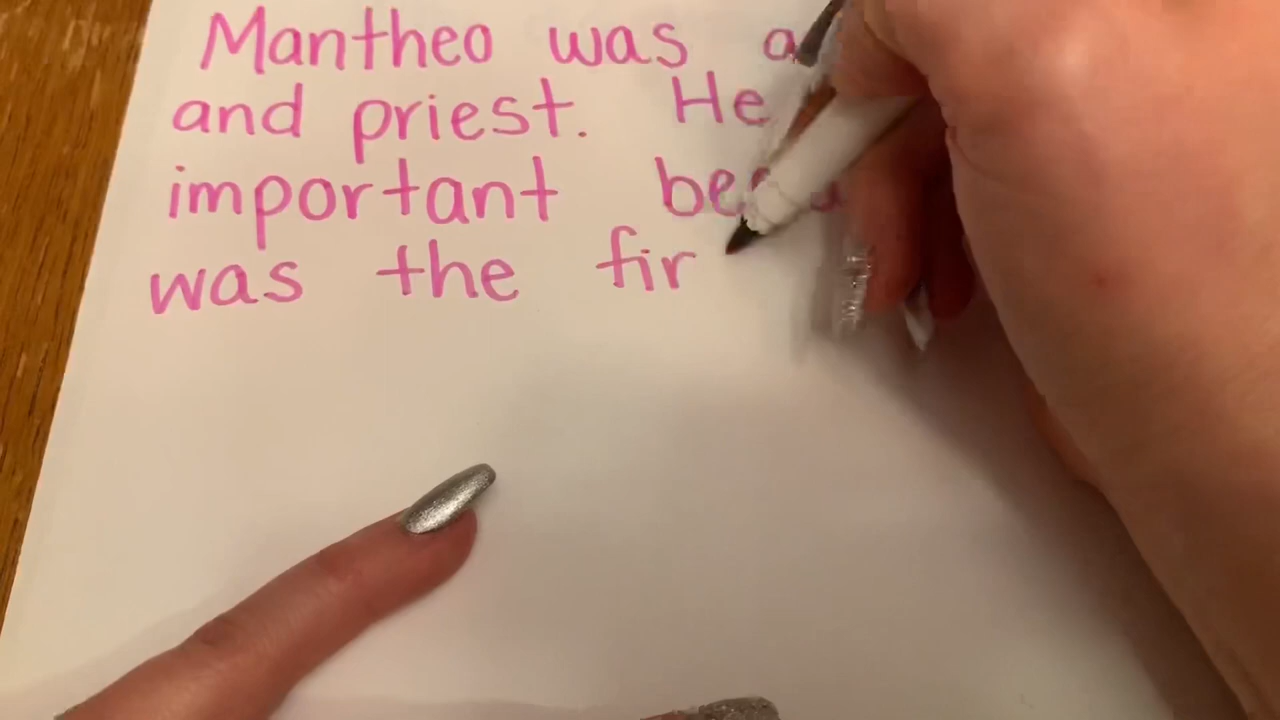 Mantheo was a
and priest. He
important
was the fir